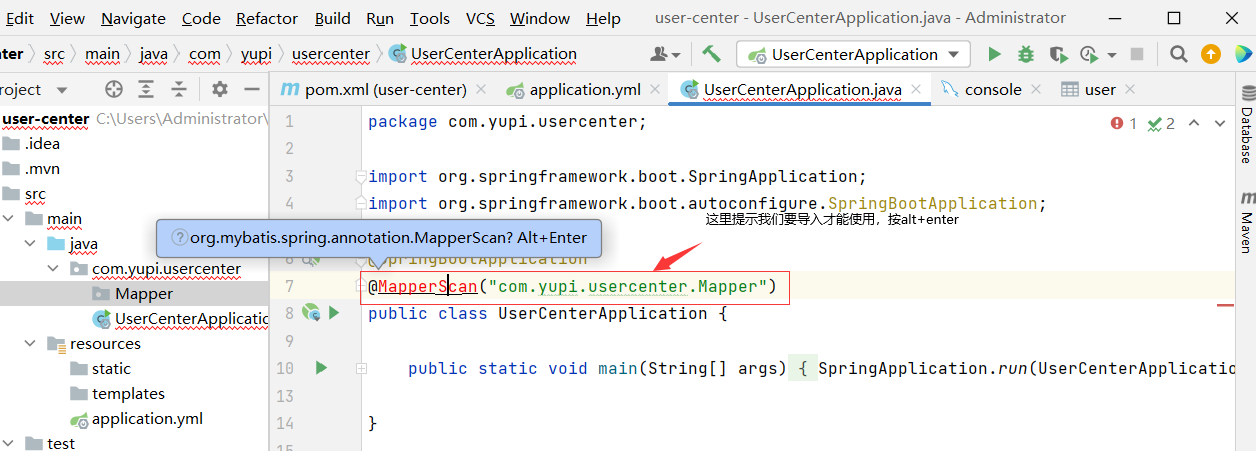 Edit View Navigate Code Refactor Build Run Tools VCS Window Help user-center - UserCenterApplication.java - Administrator
nter src main java com yupi usercenter UserCenterApplication UserCenterApplication
roject pom.xml (user-center) application.yml UserCenterApplication.java console user
user-center C:\Users\Administrator\
.idea
.mvn
src
main
java
com.yupi.usercenter
Mapper
UserCenterApplicatio
resources
static
templates
application.yml
test
1 package com.yupi.usercenter;
2
3 import org.springframework.boot.SpringApplication;
4 import org.springframework.boot.autoconfigure.SpringBootApplication;
这里提示我们要导入才能使用，按alt+enter
org.mybatis.spring.annotation.MapperScan? Alt+Enter
6 @SpringBootApplication
7 @MapperScan("com.yupi.usercenter.Mapper")
8 public class UserCenterApplication {
9
10 public static void main(String[] args) { SpringApplication.run(UserCenterApplication
13
14 }
15
1 2
Database
Maven